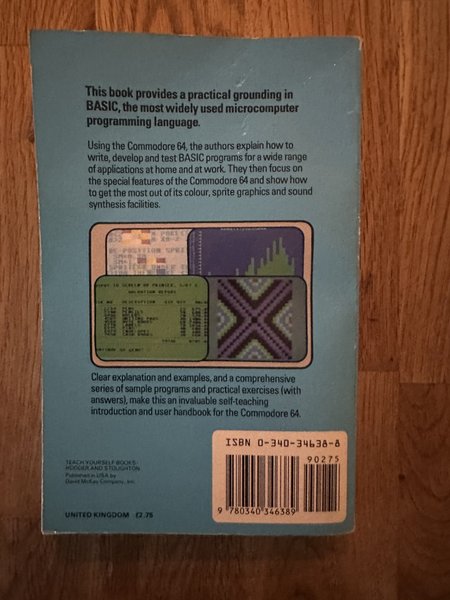 This book provides a practical grounding in
BASIC, the most widely used microcomputer
programming language.
Using the Commodore 64, the authors explain how to
write, develop and test BASIC programs for a wide range
of applications at home and at work. They then focus on
the special features of the Commodore 64 and show how
to get the most out of its colour, sprite graphics and sound
synthesis facilities.
VALUATION REPORT
DESCRIPTION
Clear explanation and examples, and a comprehensive
series of sample programs and practical exercises (with
answers), make this an invaluable self-teaching
introduction and user handbook for the Commodore 64.
TEACH YOURSELF BOOKS
HODDER AND STOUGHTON
Published in USA by
David McKay Company, Inc.
UNITED KINGDOM £2.75
ISBN 0-340-34638-8
90275
9 780340 346389